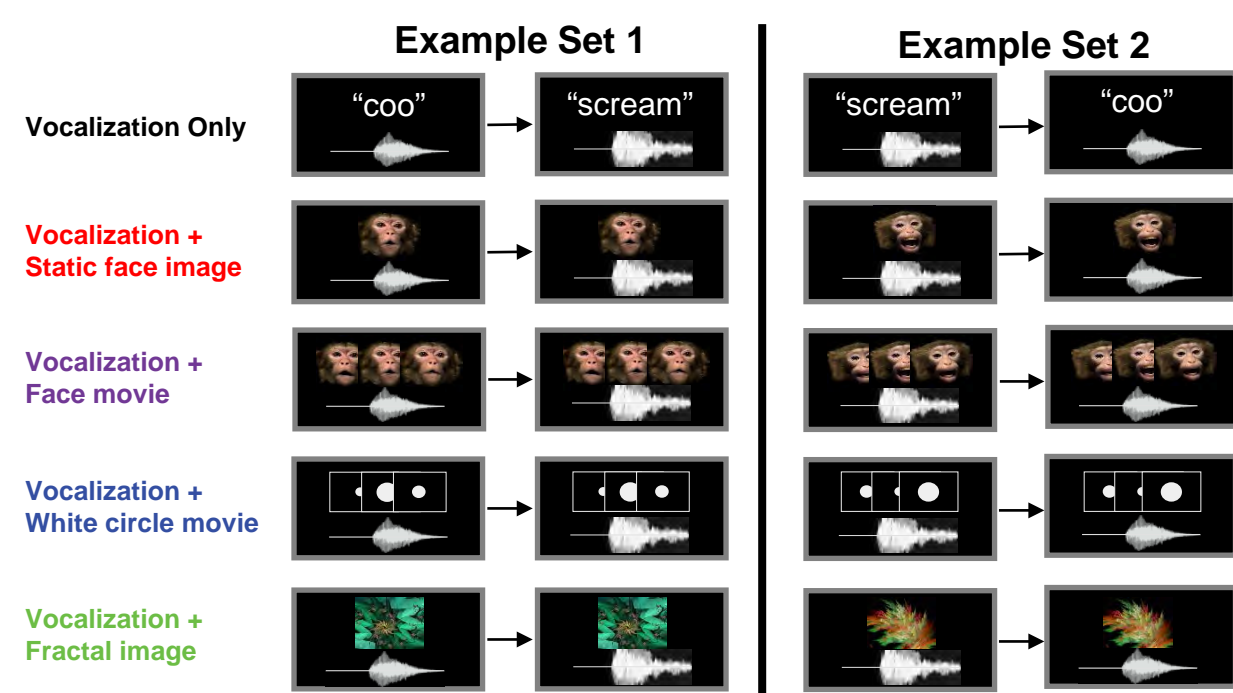 Example Set 1
Example Set 2
Vocalization Only
“coo”
“scream”
“scream”
“coo”
Vocalization +
Static face image
Vocalization +
Face movie
Vocalization +
White circle movie
Vocalization +
Fractal image